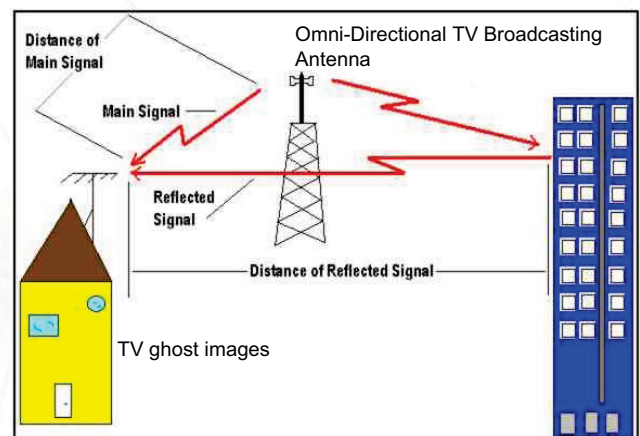 Omni-Directional TV Broadcasting
Antenna
Distance of
Main Signal
Main Signal
Reflected
Signal
Distance of Reflected Signal
TV ghost images